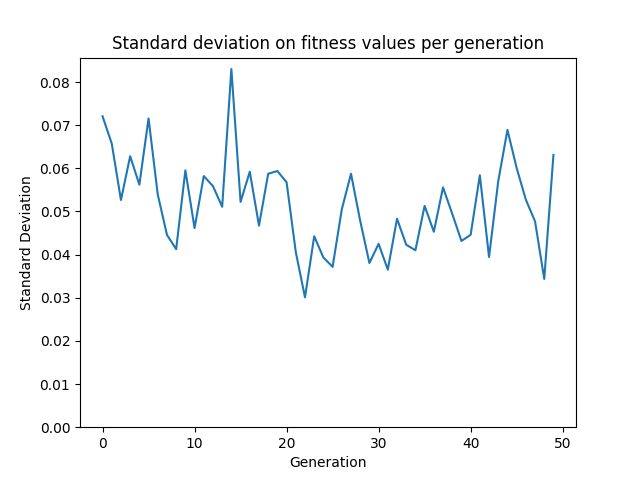 Standard deviation on fitness values per generation
0.08
0.07
0.06
0.05
0.04
0.03
0.02
0.01
0.00
Standard Deviation
0 10 20 30 40 50
Generation